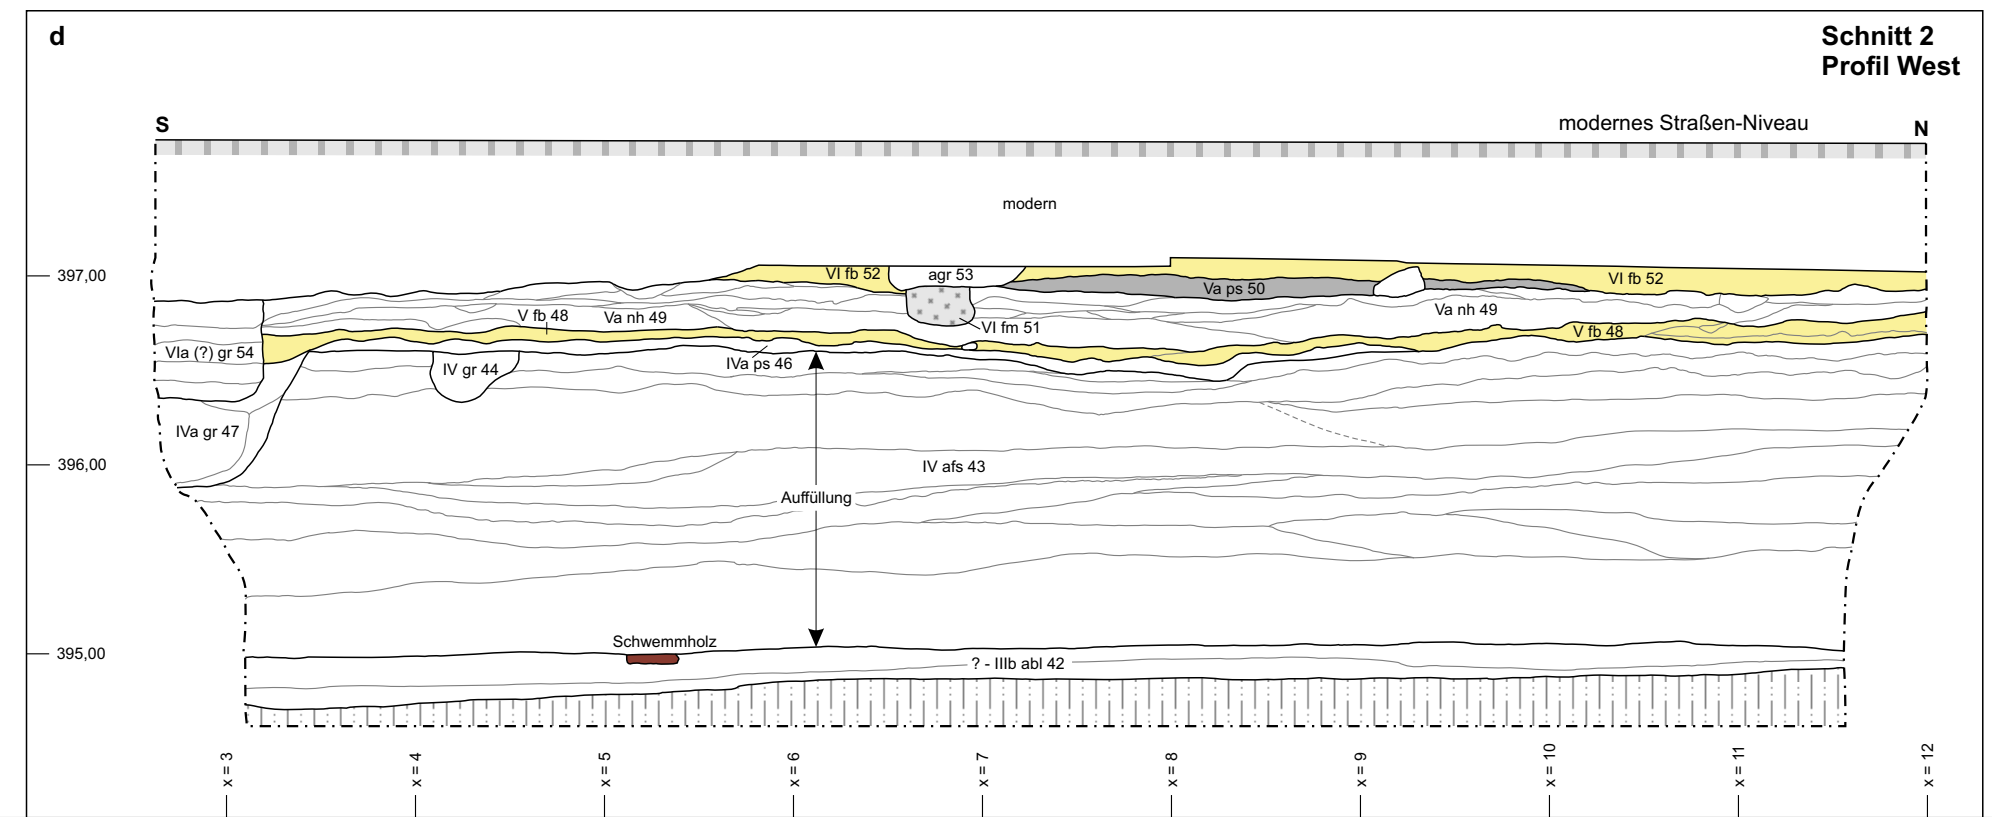 d
Schnitt 2
Profil West
S
modernes Straßen-Niveau
N
modern
397,00
VI fb 52
agr 53
Va ps 50
VI fb 52
V fb 48
Va nh 49
VI fm 51
Va nh 49
V fb 48
VIa (?) gr 54
IV gr 44
IVa ps 46
IVa gr 47
396,00
IV afs 43
Auffüllung
Schwemmholz
395,00
? - IIIb abl 42
x = 3
x = 4
x = 5
x = 6
x = 7
x = 8
x = 9
x = 10
x = 11
x = 12